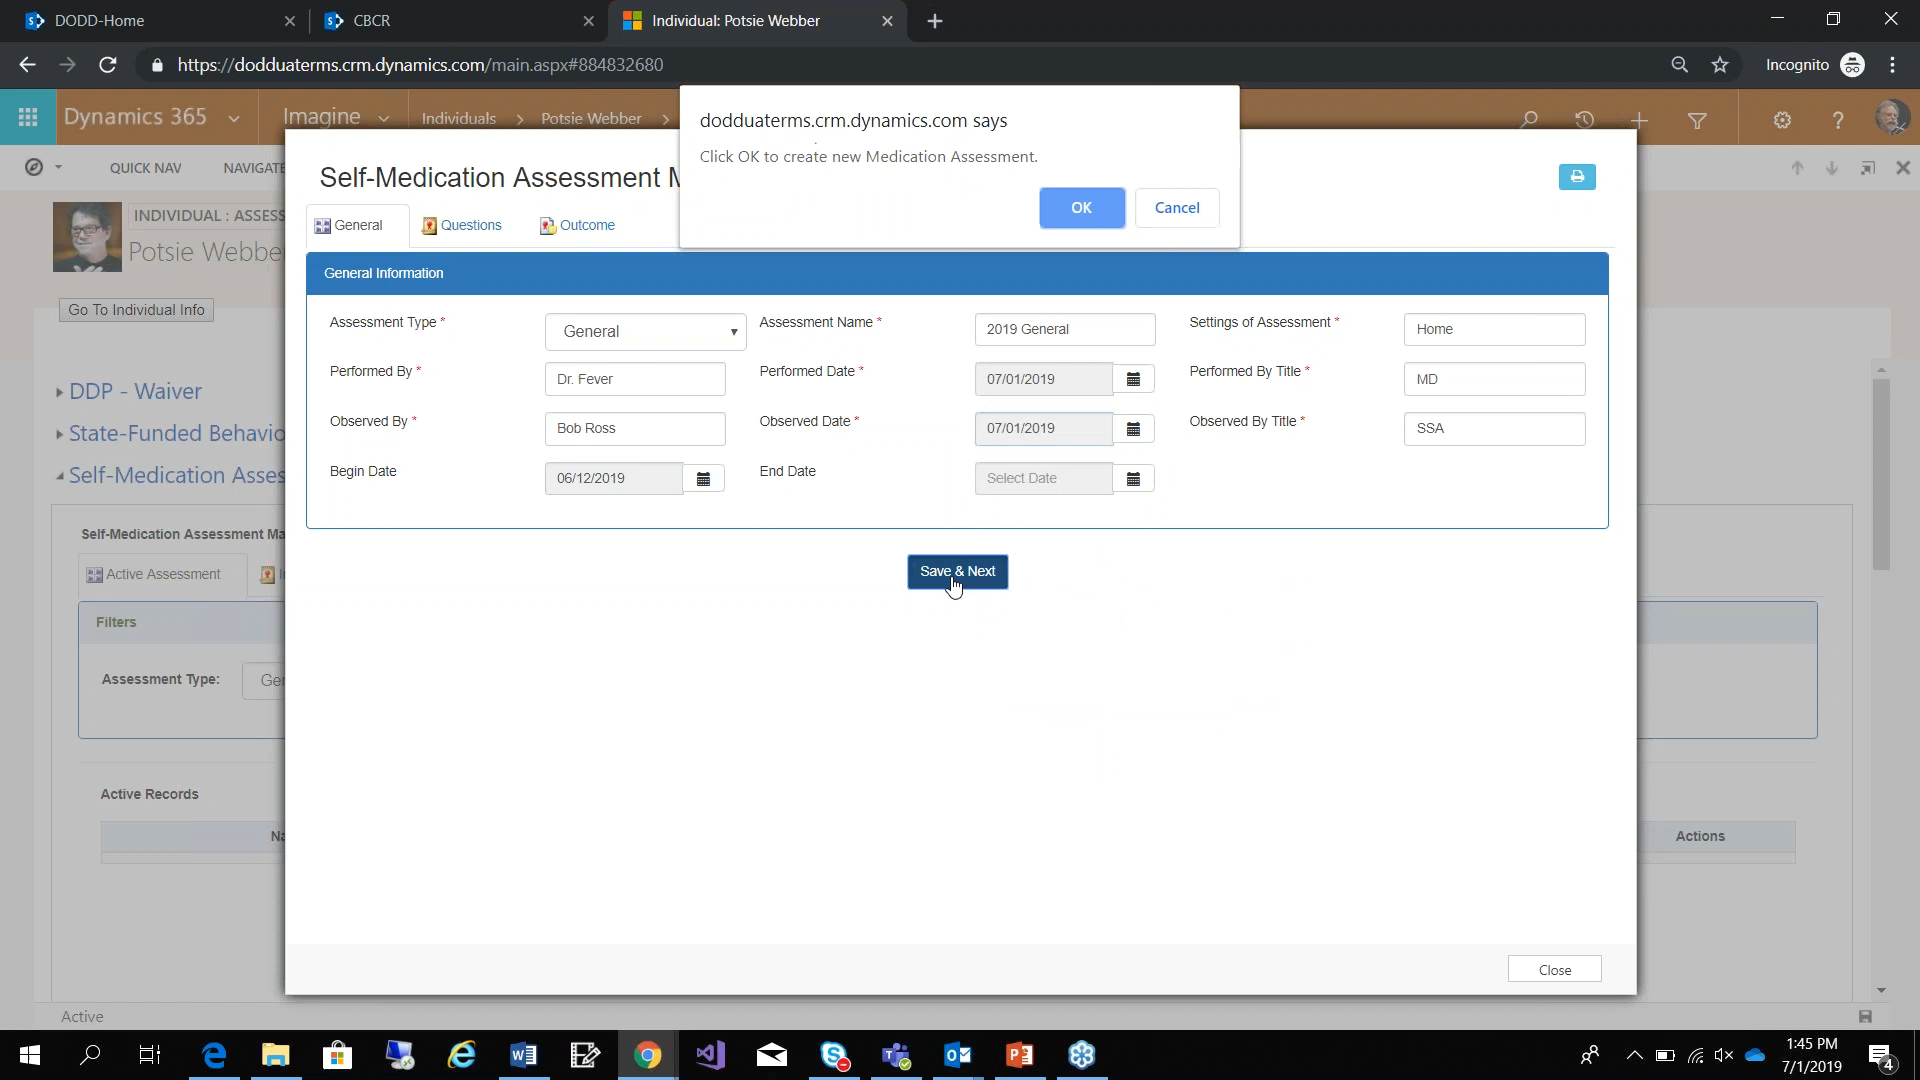 DODD-Home
CBCR
Individual: Potsie Webber
https://dodduaterms.crm.dynamics.com/main.aspx#884832680
Incognito
Dynamics 365
Imagine
Individuals > Potsie Webber >
dodduaterms.crm.dynamics.com says
Click OK to create new Medication Assessment.
OK
Cancel
QUICK NAV
Self-Medication Assessment
INDIVIDUAL : ASSESS
Potsie Webbe
General
Questions
Outcome
General Information
Go To Individual Info
Assessment Type *
General
Assessment Name *
2019 General
Settings of Assessment *
Home
Performed By *
Dr. Fever
Performed Date *
07/01/2019
Performed By Title *
MD
DDP - Waiver
Observed By *
Bob Ross
Observed Date *
07/01/2019
Observed By Title *
SSA
State-Funded Behavio
Begin Date
06/12/2019
End Date
Select Date
Self-Medication Asses
Self-Medication Assessment Ma
Active Assessment
Save & Next
Filters
Assessment Type:
Ge
Active Records
Na
Actions
Close
Active
1:45 PM
7/1/2019
4